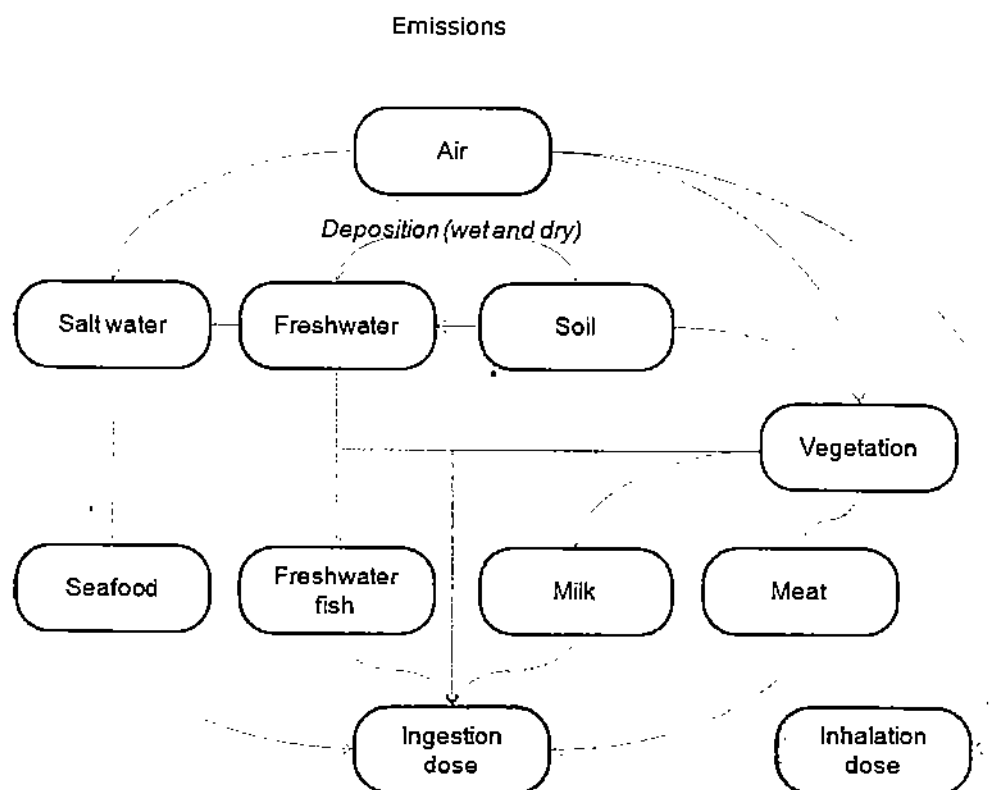 Emissions
Air
Deposition (wet and dry)
Salt water
Freshwater
Soil
Vegetation
Seafood
Freshwater
fish
Milk
Meat
Ingestion
dose
Inhalation
dose